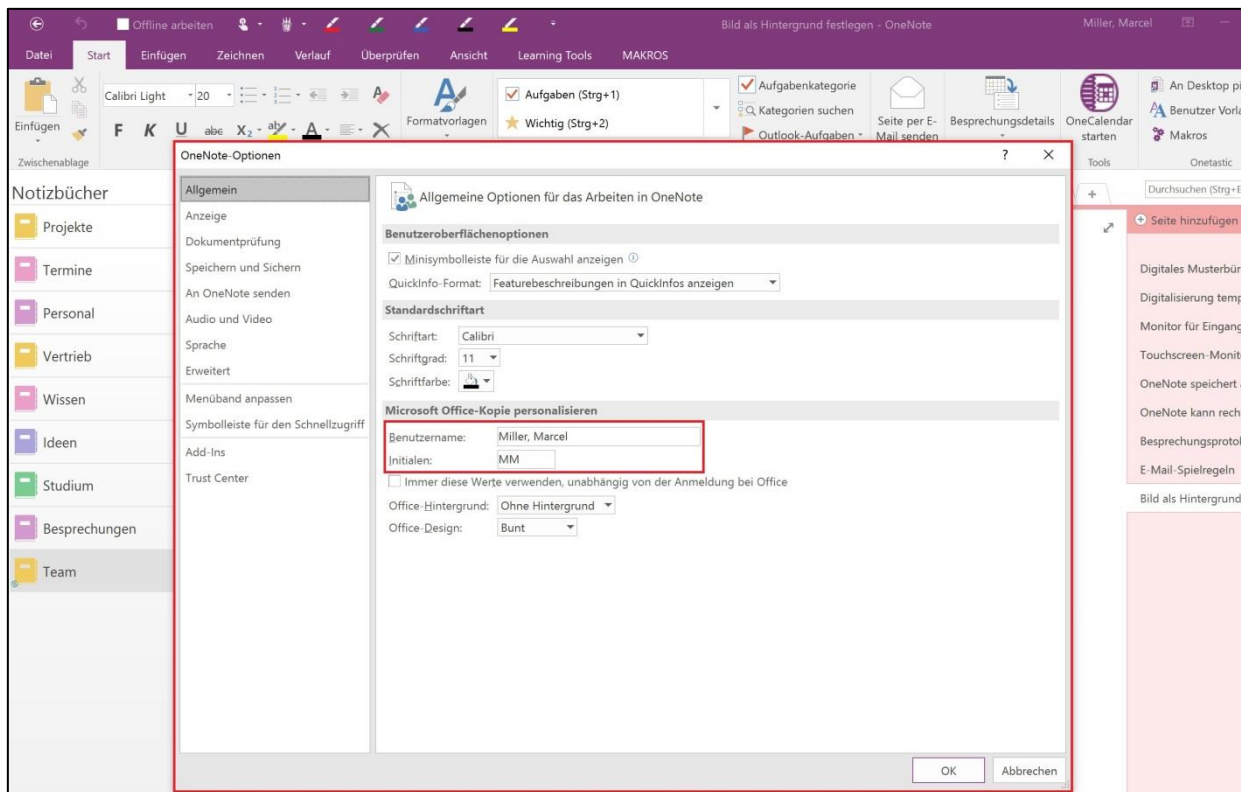 Offline arbeiten
Bild als Hintergrund festlegen - OneNote
Miller, Marcel
Datei Start Einfügen Zeichnen Verlauf Überprüfen Ansicht Learning Tools MAKROS
Einfügen
Zwischenablage
Calibri Light 20
F K U abc X₂ ab A
Formatvorlagen
Aufgaben (Strg+1)
Wichtig (Strg+2)
Aufgabenkategorie
Kategorien suchen
Outlook-Aufgaben
Seite per E-
Mail senden
Besprechungsdetails
OneCalendar
starten
Tools
An Desktop pi
Benutzer Vorla
Makros
Onetastic
Notizbücher
Projekte
Termine
Personal
Vertrieb
Wissen
Ideen
Studium
Besprechungen
Team
OneNote-Optionen ? ×
Allgemein
Anzeige
Dokumentprüfung
Speichern und Sichern
An OneNote senden
Audio und Video
Sprache
Erweitert
Menüband anpassen
Symbolleiste für den Schnellzugriff
Add-Ins
Trust Center
Allgemeine Optionen für das Arbeiten in OneNote
Benutzeroberflächenoptionen
Minisymbolleiste für die Auswahl anzeigen
QuickInfo-Format: Featurebeschreibungen in QuickInfos anzeigen
Standardschriftart
Schriftart: Calibri
Schriftgrad: 11
Schriftfarbe:
Microsoft Office-Kopie personalisieren
Benutzername: Miller, Marcel
Initialen: MM
Immer diese Werte verwenden, unabhängig von der Anmeldung bei Office
Office-Hintergrund: Ohne Hintergrund
Office-Design: Bunt
OK Abbrechen
+
Durchsuchen (Strg+E
Seite hinzufügen
Digitales Musterbür
Digitalisierung temp
Monitor für Eingang
Touchscreen-Monit
OneNote speichert
OneNote kann rech
Besprechungsproto
E-Mail-Spielregeln
Bild als Hintergrund